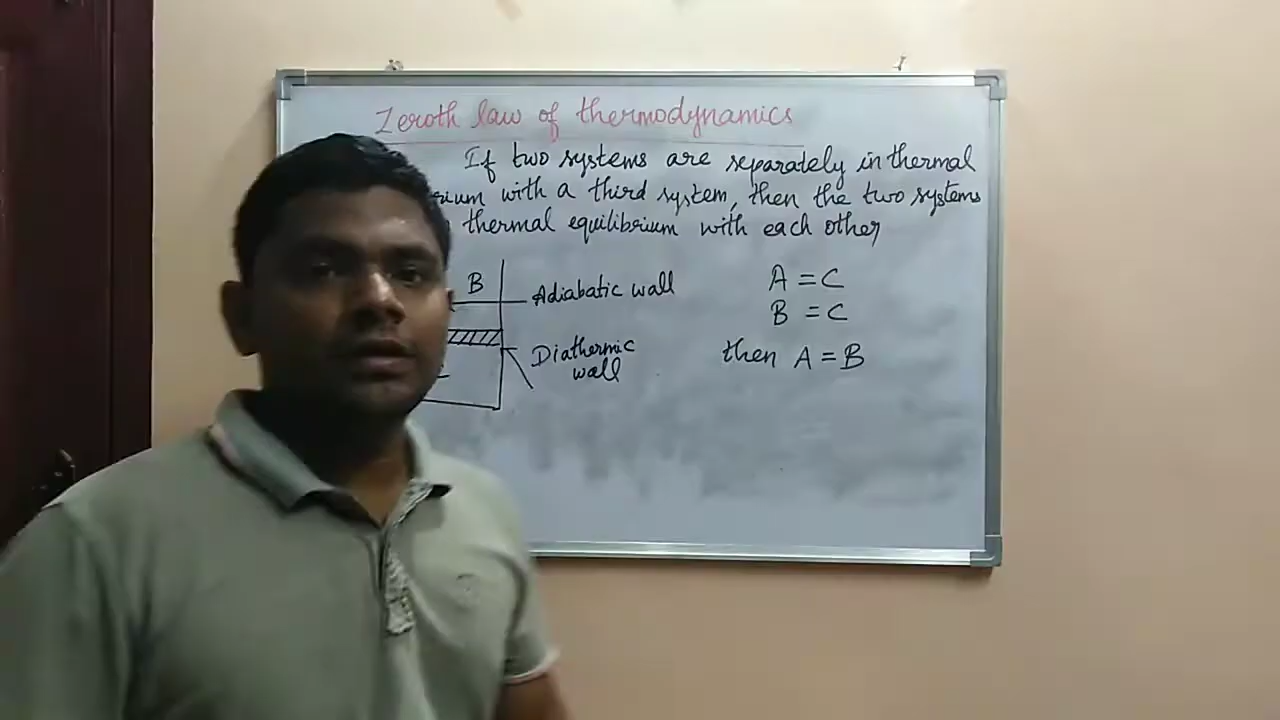 Zeroth law of thermodynamics
If two systems are separately in thermal
with a third system, then the two systems
thermal equilibrium with each other
B
Adiabatic wall
Diathermic
wall
A = C
B = C
then A = B